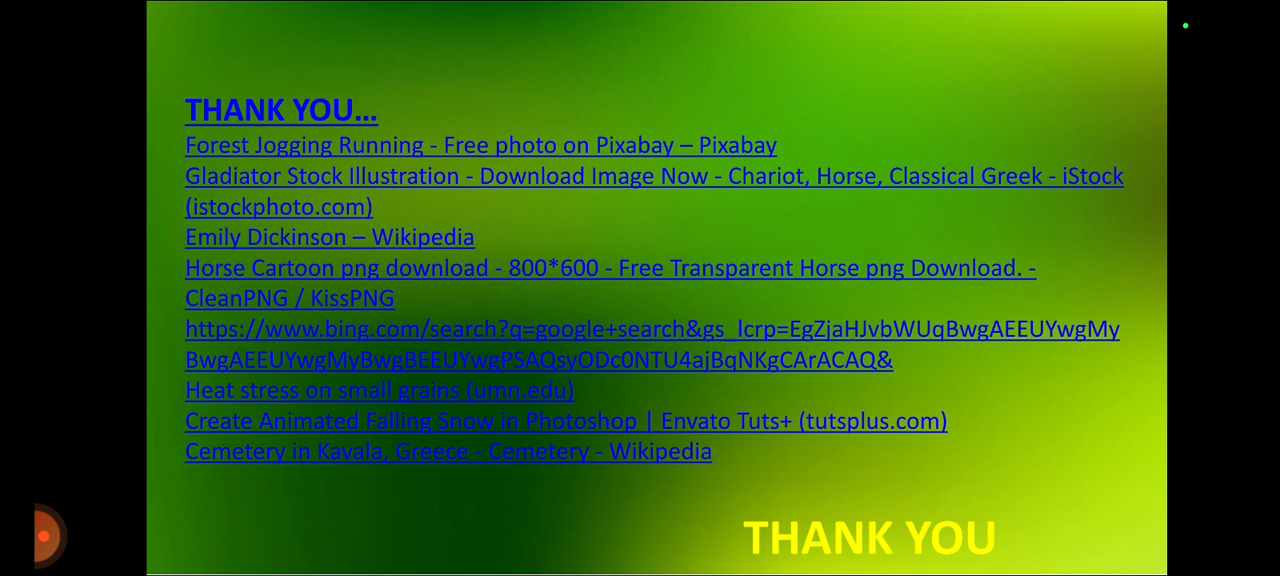 THANK YOU...
Forest Jogging Running - Free photo on Pixabay – Pixabay
Gladiator Stock Illustration - Download Image Now - Chariot, Horse, Classical Greek - iStock
(istockphoto.com)
Emily Dickinson – Wikipedia
Horse Cartoon png download - 800*600 - Free Transparent Horse png Download. -
CleanPNG / KissPNG
https://www.bing.com/search?q=google+search&gs_lcrp=EgZjaHJvbWUqBwgAEEUYwgMy
BwgAEEUYwgMyBwgBEEUYwgPSAQsyODc0NTU4ajBqNKgCArACAQ&
Heat stress on small grains (umn.edu)
Create Animated Falling Snow in Photoshop | Envato Tuts+ (tutsplus.com)
Cemetery in Kavala, Greece - Cemetery - Wikipedia
THANK YOU